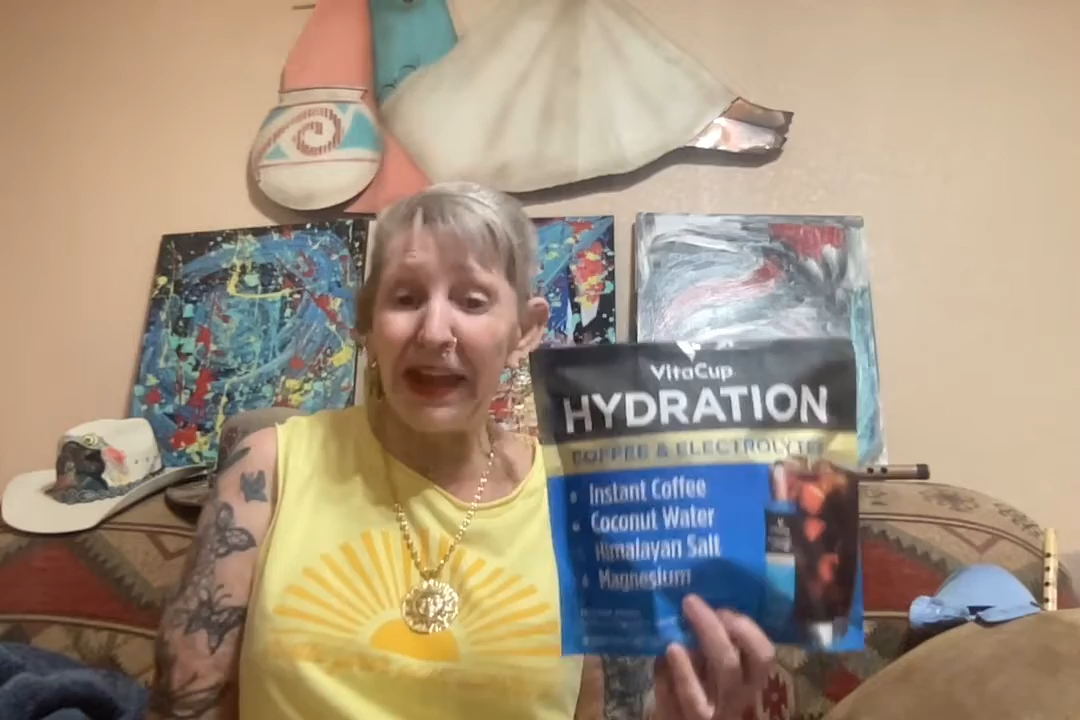 VitaCup
HYDRATION
COFFEE & ELECTROLYTES
Instant Coffee
Coconut Water
Himalayan Salt
Magnesium